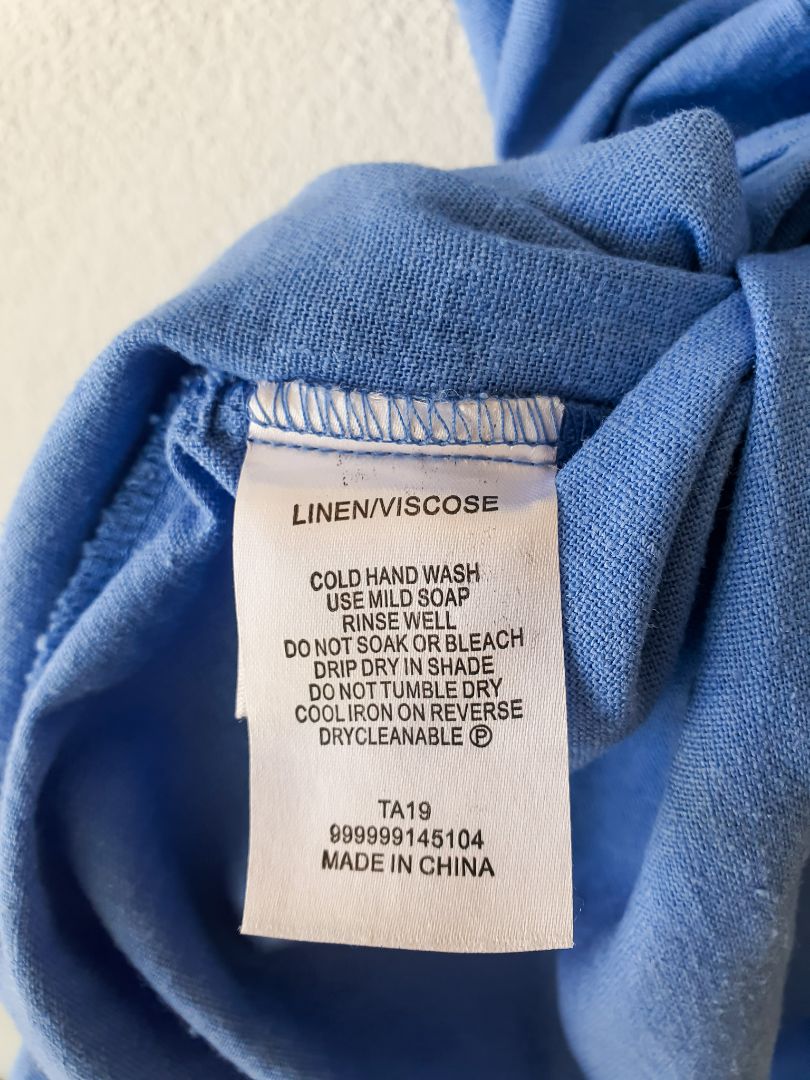 LINEN/VISCOSE
COLD HAND WASH
USE MILD SOAP
RINSE WELL
DO NOT SOAK OR BLEACH
DRIP DRY IN SHADE
DO NOT TUMBLE DRY
COOL IRON ON REVERSE
DRYCLEANABLE Ⓟ
TA19
999999145104
MADE IN CHINA